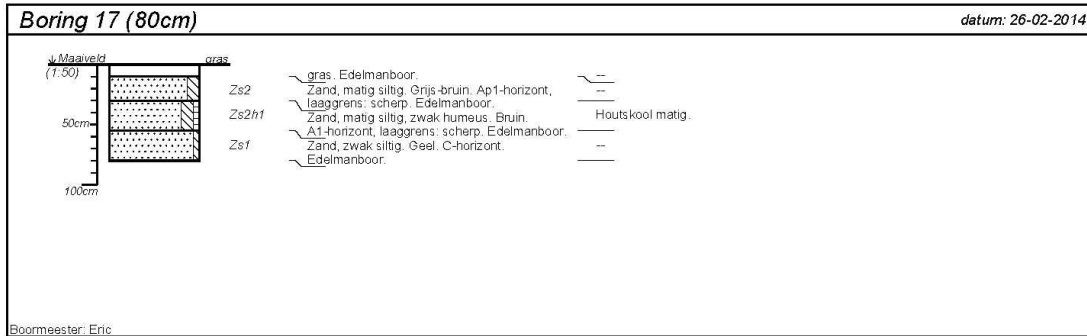 Boring 17 (80cm) datum: 26-02-2014
↓ Maaiveld gras
(1:50)
gras. Edelmanboor. --
Zs2 Zand, matig siltig. Grijs-bruin. Ap1-horizont, --
laaggrens: scherp. Edelmanboor.
50cm Zs2h1 Zand, matig siltig, zwak humeus. Bruin. Houtskool matig.
A1-horizont, laaggrens: scherp. Edelmanboor.
Zs1 Zand, zwak siltig. Geel. C-horizont. --
Edelmanboor.
100cm
Boormeester: Eric